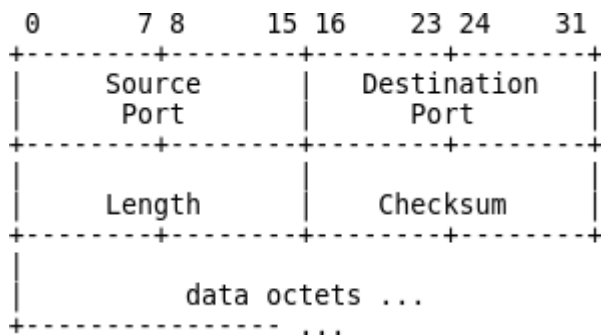 0 7 8 15 16 23 24 31
+--------+--------+--------+--------+
| Source | Destination |
| Port | Port |
+--------+--------+--------+--------+
| | |
| Length | Checksum |
+--------+--------+--------+--------+
|
| data octets ...
+---------------- ...